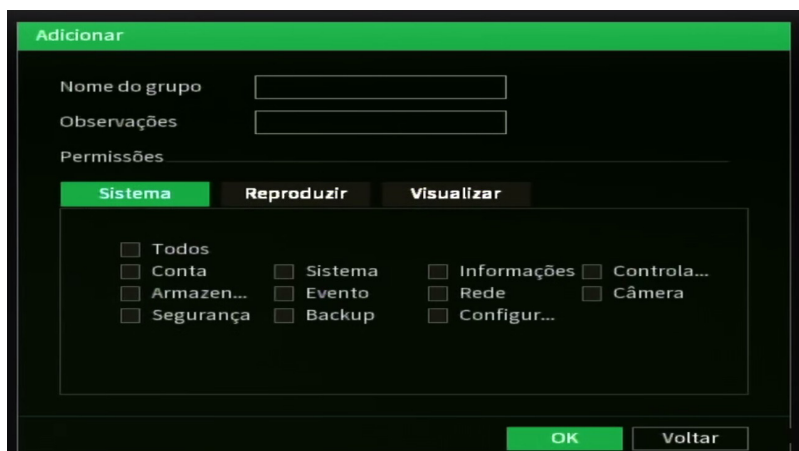 Adicionar
Nome do grupo
Observações
Permissões
Sistema Reproduzir Visualizar
Todos
Conta Sistema Informações Controla...
Armazen... Evento Rede Câmera
Segurança Backup Configur...
OK Voltar